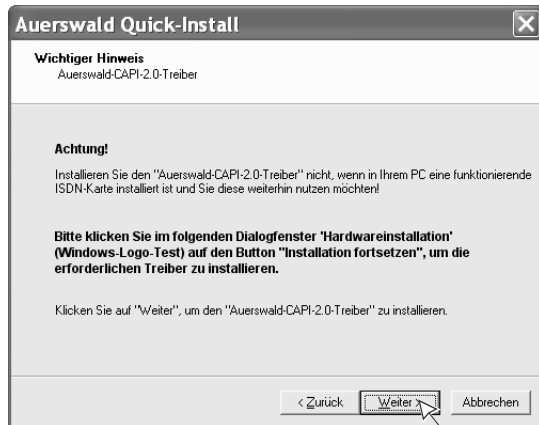 Auerswald Quick-Install
Wichtiger Hinweis
Auerswald-CAPI-2.0-Treiber
Achtung!
Installieren Sie den "Auerswald-CAPI-2.0-Treiber" nicht, wenn in Ihrem PC eine funktionierende
ISDN-Karte installiert ist und Sie diese weiterhin nutzen möchten!
Bitte klicken Sie im folgenden Dialogfenster 'Hardwareinstallation'
(Windows-Logo-Test) auf den Button "Installation fortsetzen", um die
erforderlichen Treiber zu installieren.
Klicken Sie auf "Weiter", um den "Auerswald-CAPI-2.0-Treiber" zu installieren.
< Zurück Weiter > Abbrechen